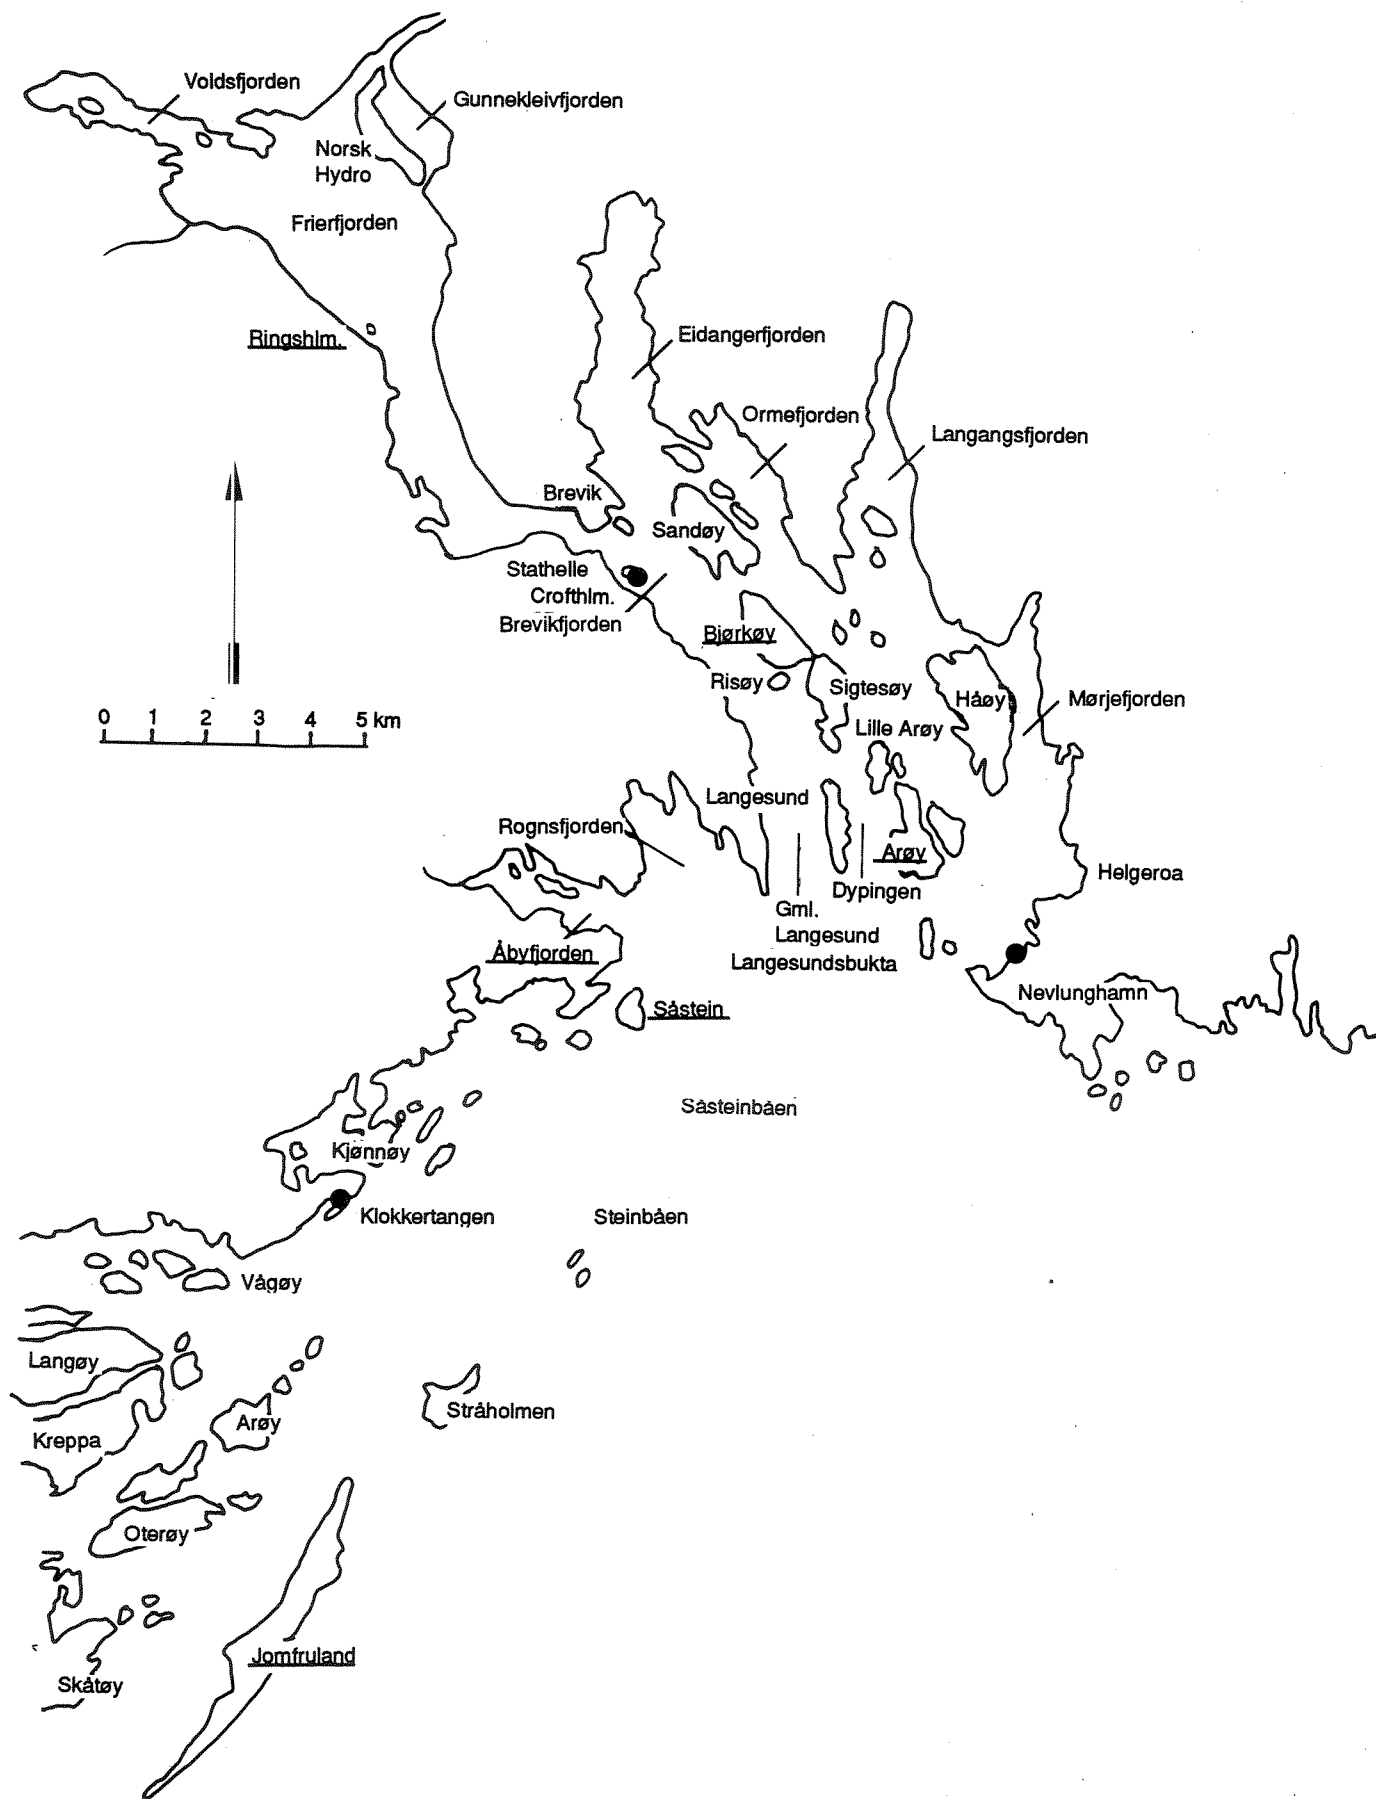 Voldsfjorden
Gunnekleivfjorden
Norsk
Hydro
Frierfjorden
Ringshlm.
Eidangerfjorden
Ormefjorden
Langangsfjorden
Brevik
Sandøy
Stathelle
Crofthlm.
Brevikfjorden
Bjørkøy
Risøy
Sigtesøy
Håøy
Mørjefjorden
Lille Arøy
0 1 2 3 4 5 km
Langesund
Rognsfjorden
Arøy
Helgeroa
Dypingen
Gml.
Langesund
Langesundsbukta
Åbyfjorden
Nevlunghamn
Såstein
Såsteinbåen
Kjønnøy
Klokkertangen
Steinbåen
Vågøy
Langøy
Stråholmen
Arøy
Kreppa
Oterøy
Jomfruland
Skåtøy